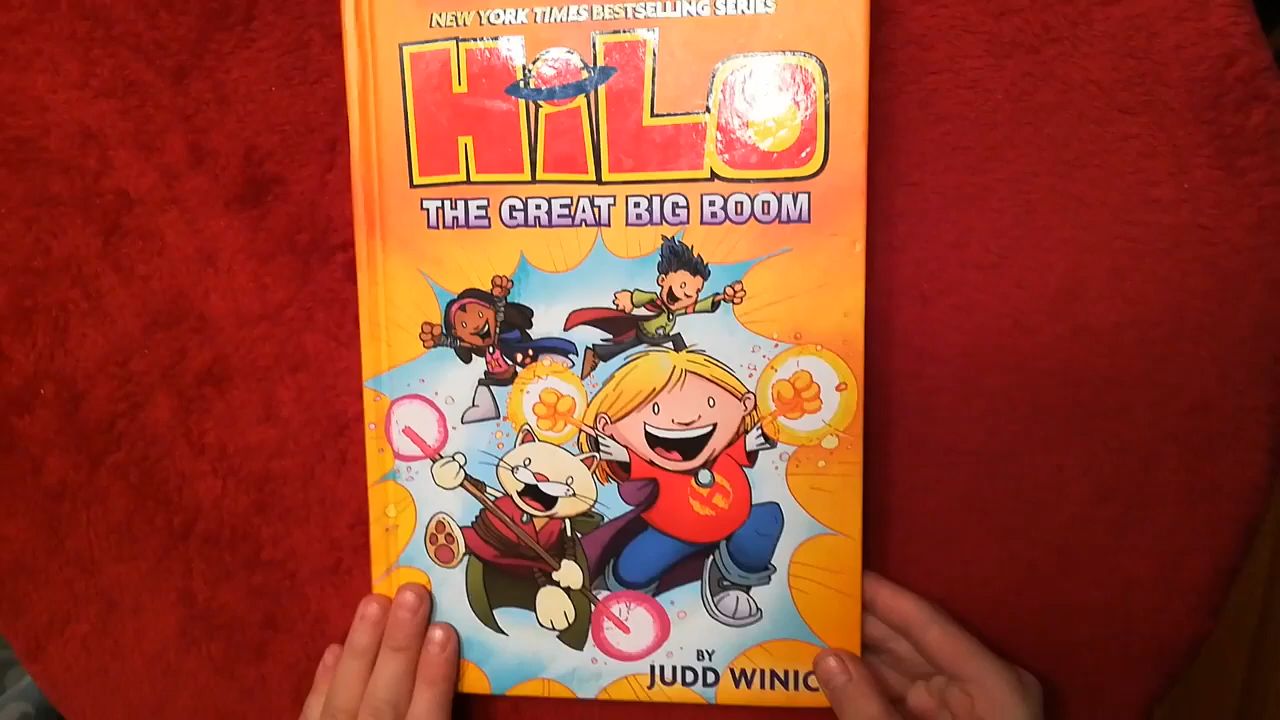 NEW YORK TIMES BESTSELLING SERIES
HiLO
THE GREAT BIG BOOM
BY
JUDD WINIC